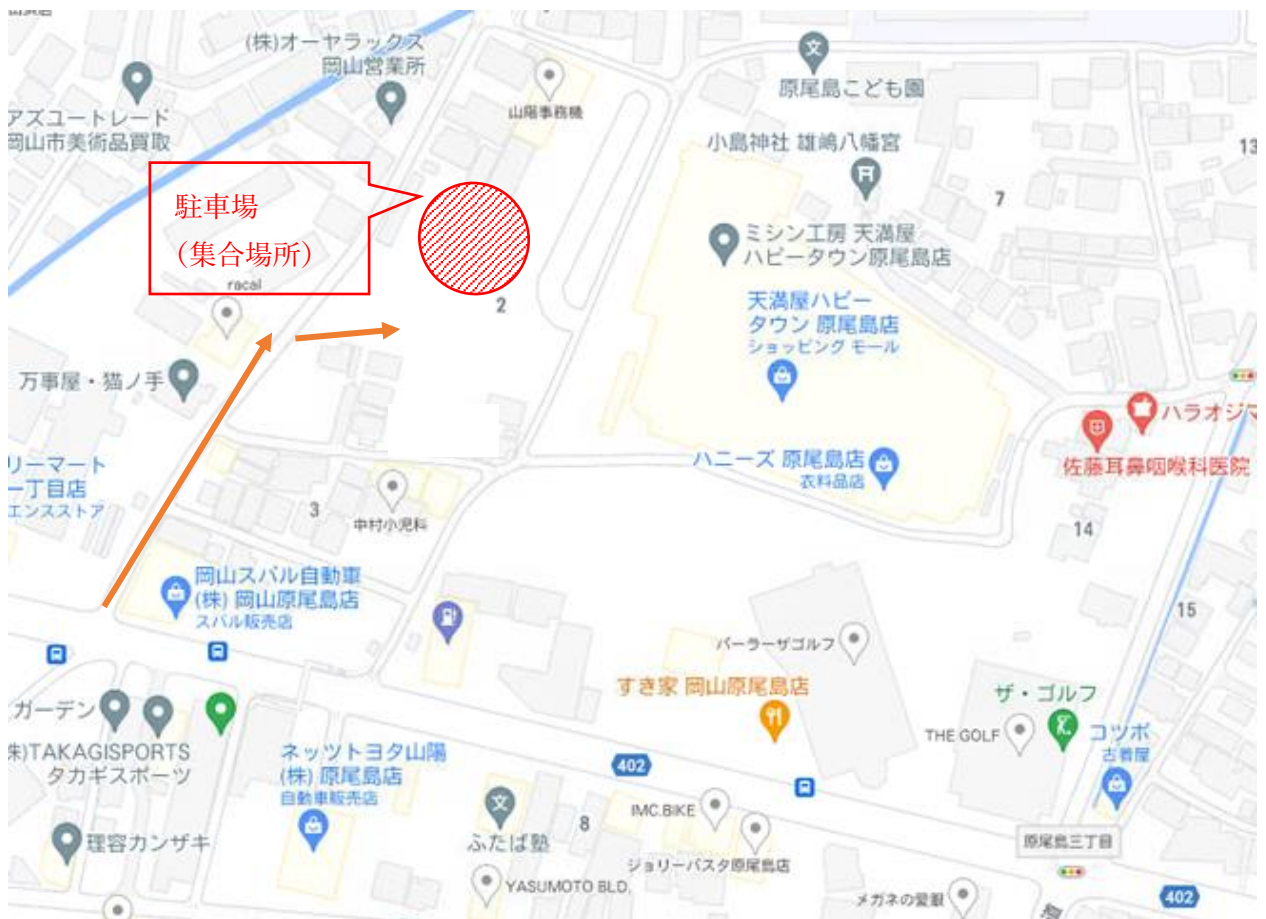 (株)オーヤラックス
岡山営業所
アズユートレード
岡山市美術品買取
山陽事務機
原尾島こども園
小島神社 雄嶋八幡宮
13
7
駐車場
(集合場所)
ミシン工房 天満屋
ハピータウン原尾島店
racal
2
天満屋ハピー
タウン 原尾島店
ショッピング モール
万事屋・猫ノ手
ハラオジマ
佐藤耳鼻咽喉科医院
リーマート
一丁目店
エンスストア
ハニーズ 原尾島店
衣料品店
3
中村小児科
14
岡山スバル自動車
(株) 岡山原尾島店
スバル販売店
15
パーラーザゴルフ
すき家 岡山原尾島店
ザ・ゴルフ
THE GOLF
コツポ
古着屋
ガーデン
株)TAKAGISPORTS
タカギスポーツ
ネッツトヨタ山陽
(株) 原尾島店
自動車販売店
402
IMC.BIKE
8
ふたば塾
理容カンザキ
ジョリーパスタ原尾島店
原尾島三丁目
YASUMOTO BLD.
メガネの愛眼
402